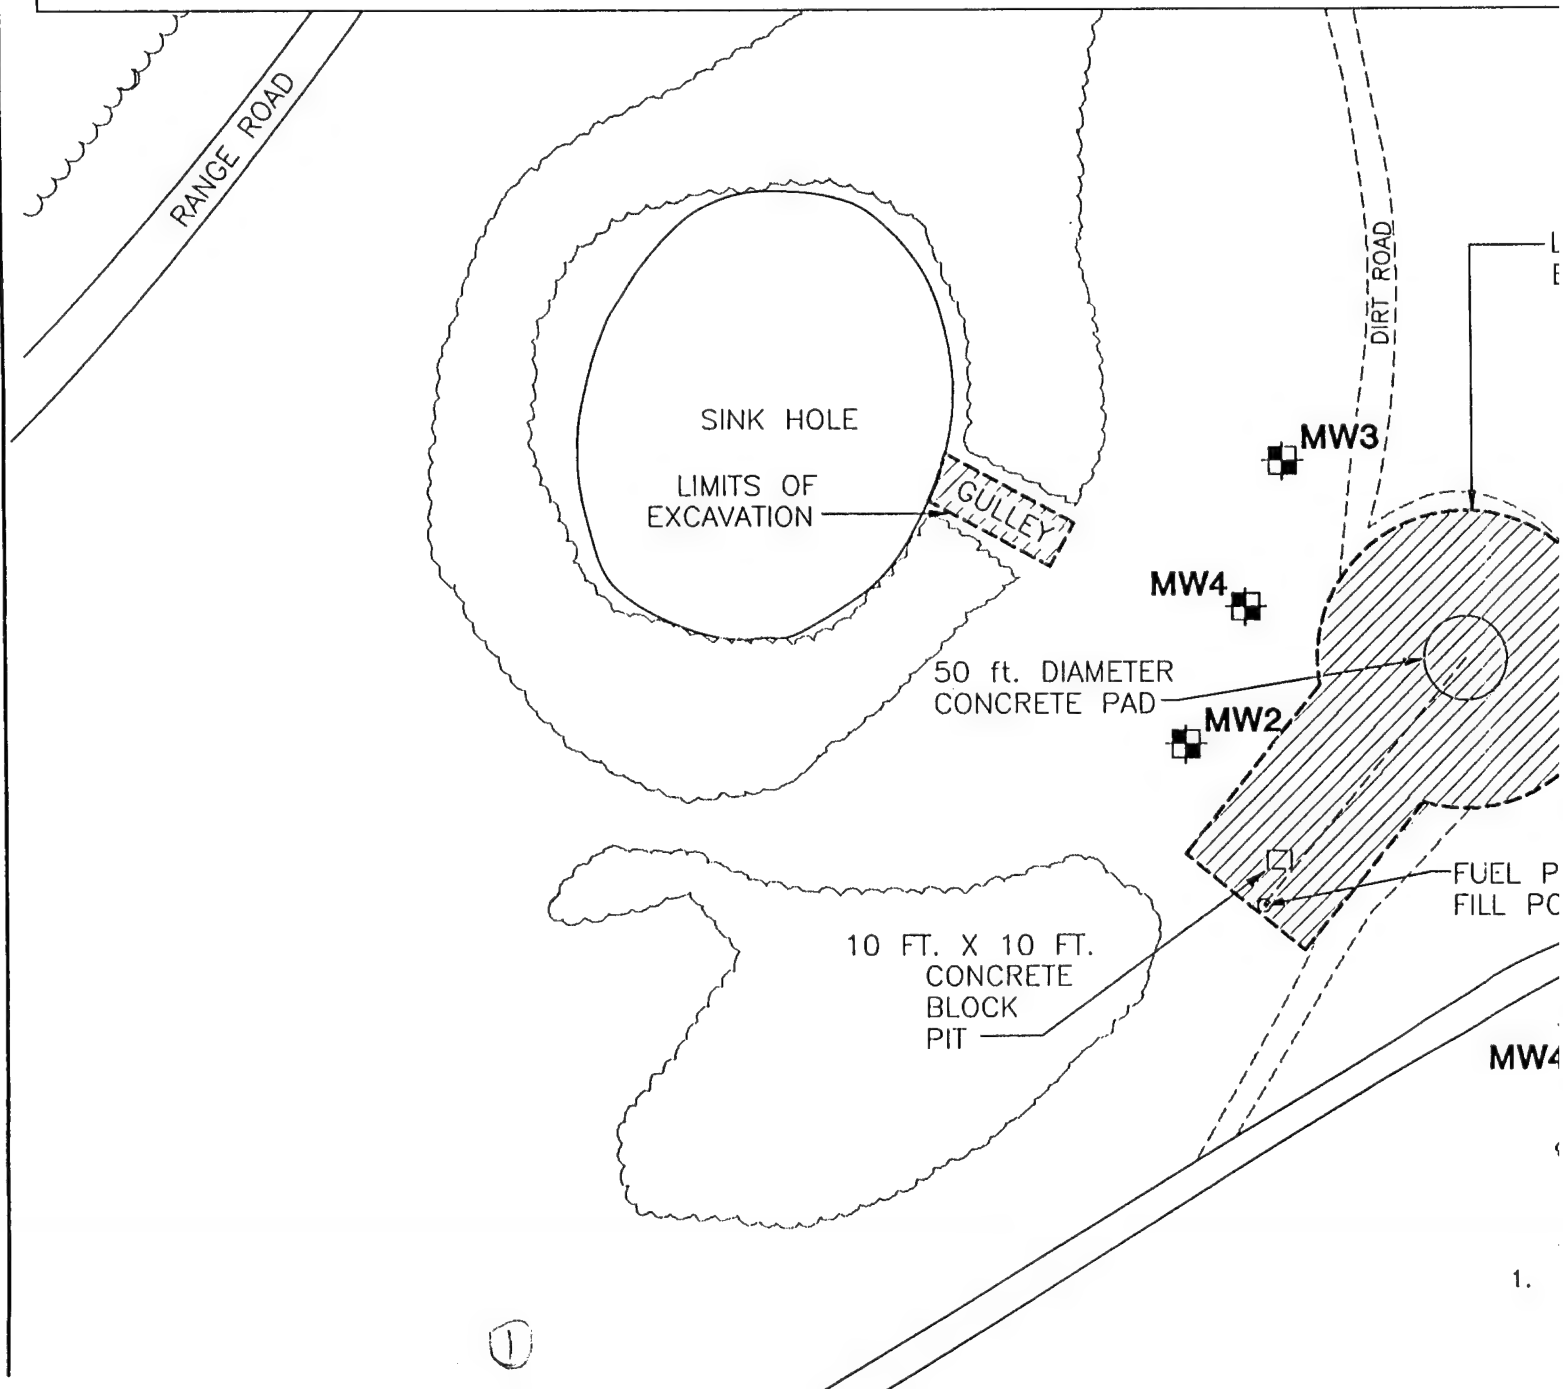 RANGE ROAD
DIRT ROAD
L
E
MW3
SINK HOLE
LIMITS OF
EXCAVATION
GULLEY
MW4
50 ft. DIAMETER
CONCRETE PAD
MW2
FUEL P
FILL PO
10 FT. X 10 FT.
CONCRETE
BLOCK
PIT
MW4
1.
1